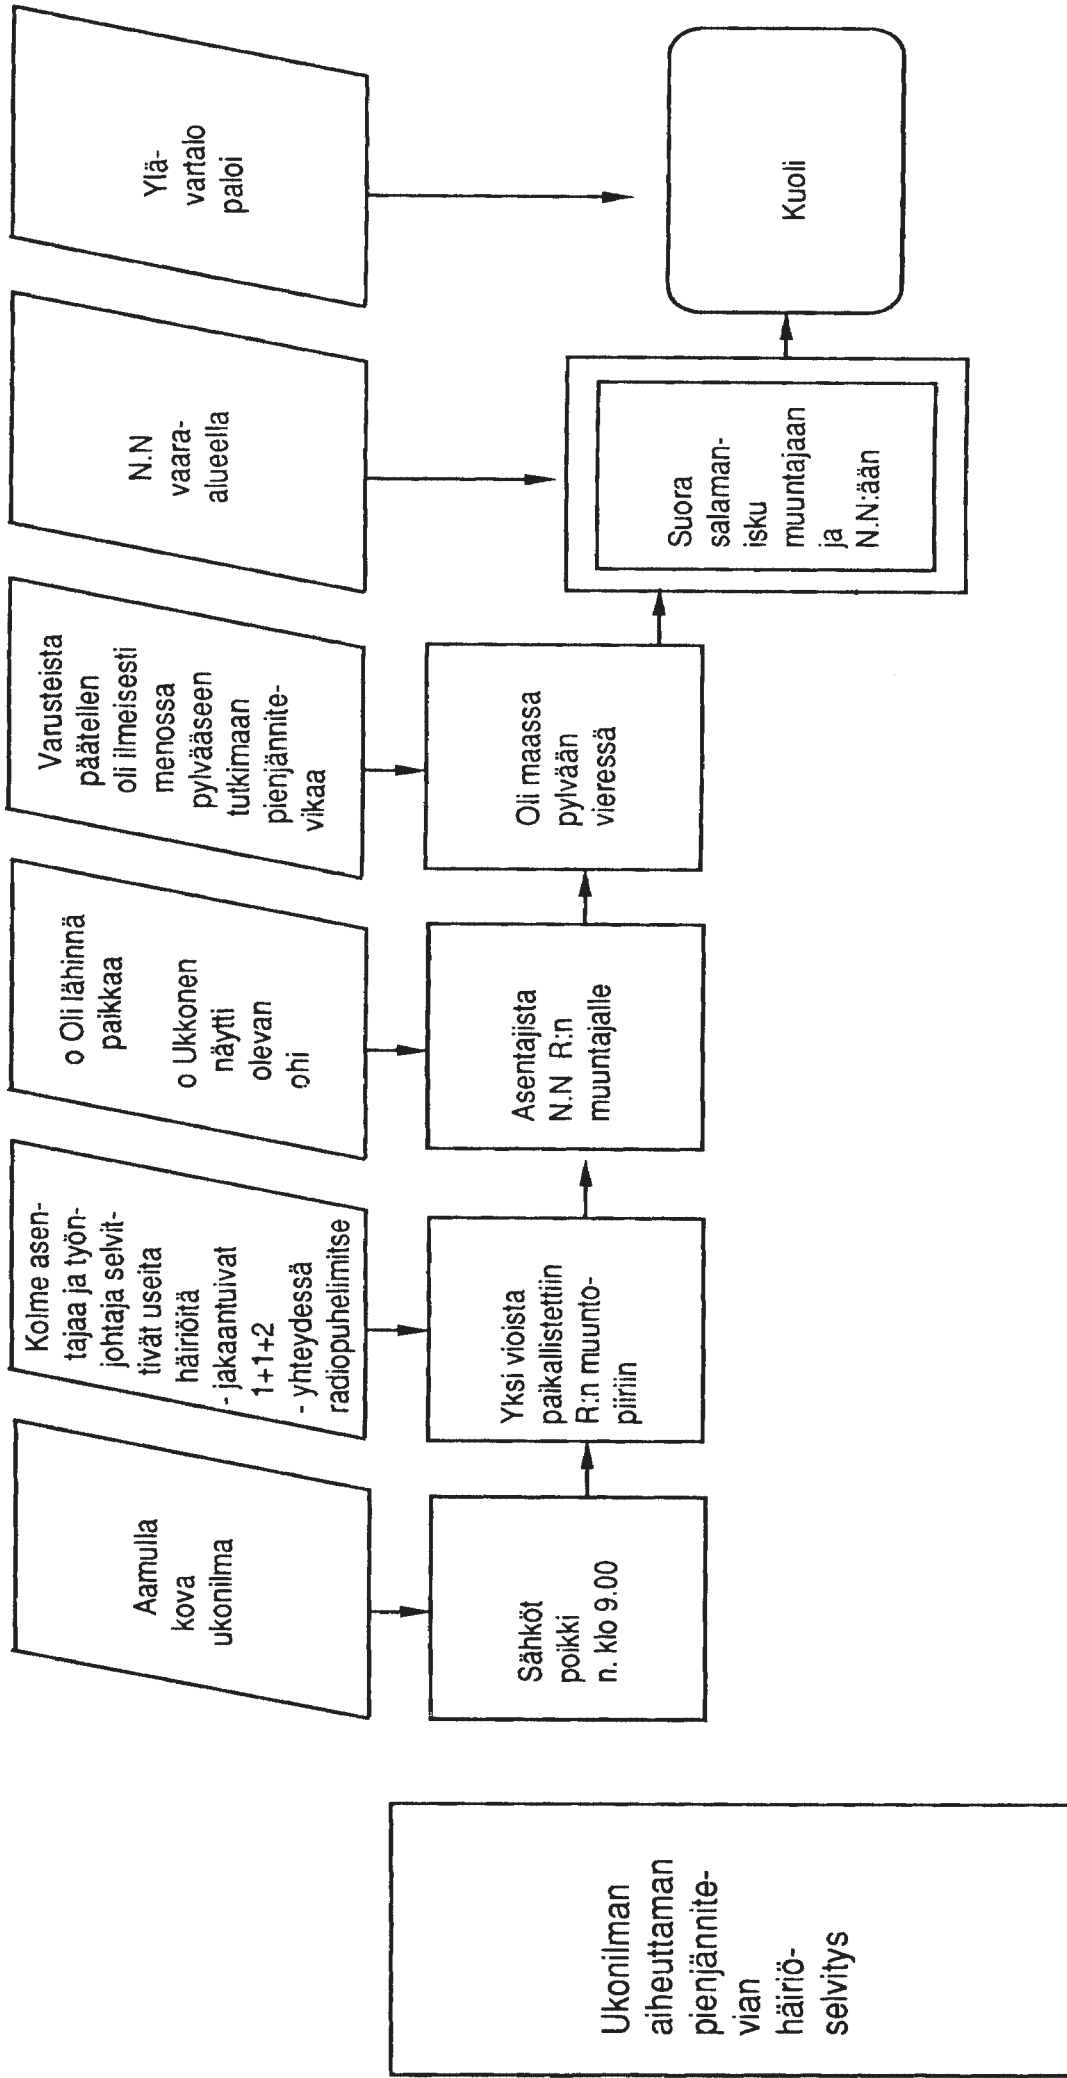 Ukonilman
aiheuttaman
pienjännite-
vian
häiriö-
selvitys
Aamulla
kova
ukonilma
Sähköt
poikki
n. klo 9.00
Kolme asen-
tajaa ja työn-
johtaja selvit-
tivät useita
häiriöitä
- jakaantuivat
1+1+2
- yhteydessä
radiopuhelimitse
Yksi vioista
paikallistettiin
R:n muunto-
piiriin
o Oli lähinnä
paikkaa
o Ukkonen
näytti
olevan
ohi
Asentajista
N.N R:n
muuntajalle
Varusteista
päätellen
oli ilmeisesti
menossa
pylvääseen
tutkimaan
pienjännite-
vikaa
Oli maassa
pylvään
vieressä
N.N
vaara-
alueella
Suora
salaman-
isku
muuntajaan
ja
N.N:ään
Ylä-
vartalo
paloi
Kuoli